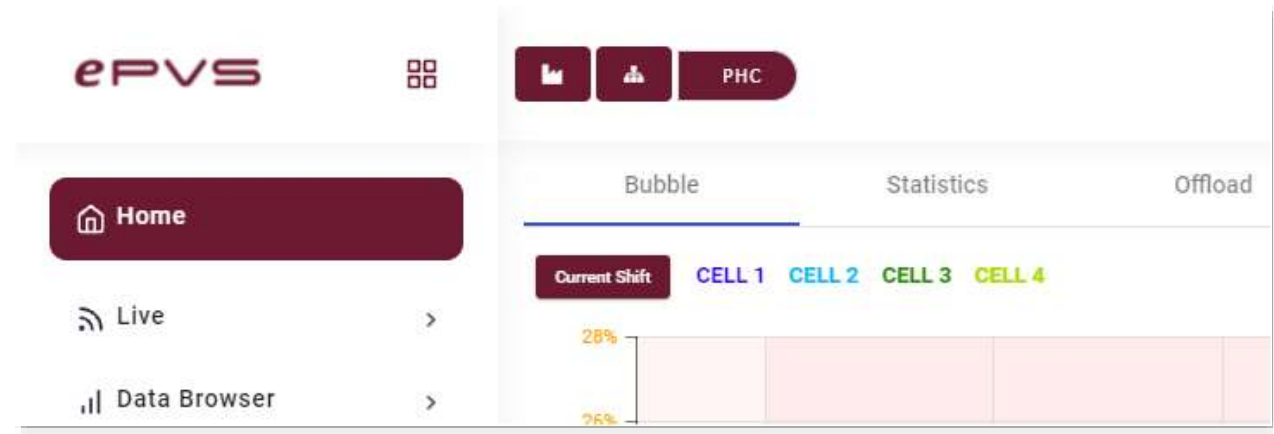 ePVS
PHC
Home
Live
Data Browser
Bubble Statistics Offload
Current Shift CELL 1 CELL 2 CELL 3 CELL 4
28%
26%